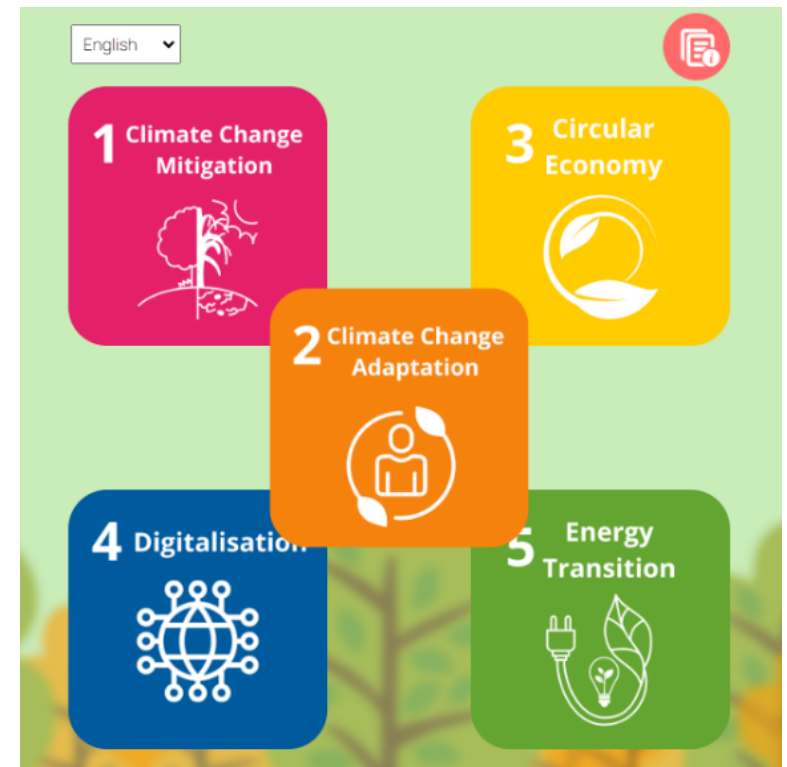 English
1 Climate Change
Mitigation
3 Circular
Economy
2 Climate Change
Adaptation
4 Digitalisation
5 Energy
Transition